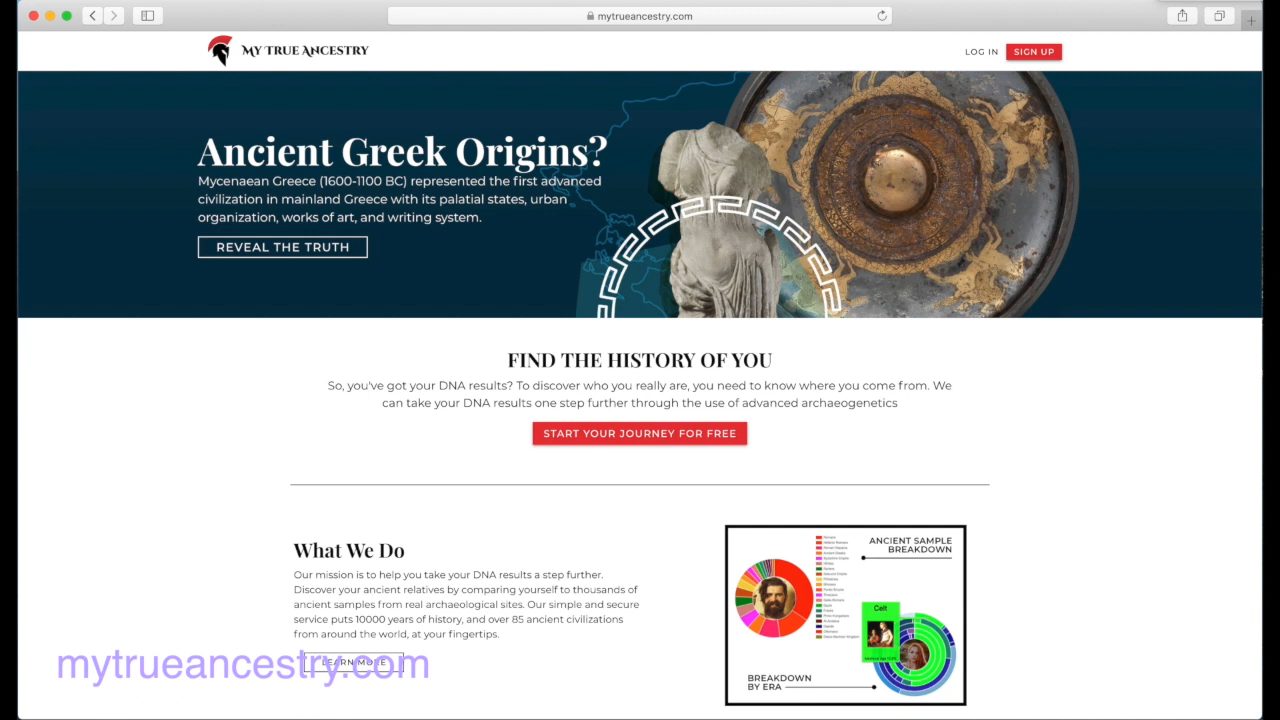 mytrueancestry.com
MY TRUE ANCESTRY
LOG IN
SIGN UP
Ancient Greek Origins?
Mycenaean Greece (1600-1100 BC) represented the first advanced
civilization in mainland Greece with its palatial states, urban
organization, works of art, and writing system.
REVEAL THE TRUTH
FIND THE HISTORY OF YOU
So, you've got your DNA results? To discover who you really are, you need to know where you come from. We
can take your DNA results one step further through the use of advanced archaeogenetics
START YOUR JOURNEY FOR FREE
What We Do
Our mission is to help you take your DNA results a step further.
Discover your ancient relatives by comparing yourself to thousands of
ancient samples from real archaeological sites. Our simple and secure
service puts 10000 years of history, and over 85 ancient civilizations
from around the world, at your fingertips.
LEARN MORE
mytrueancestry.com
ANCIENT SAMPLE
BREAKDOWN
Celt
BREAKDOWN
BY ERA